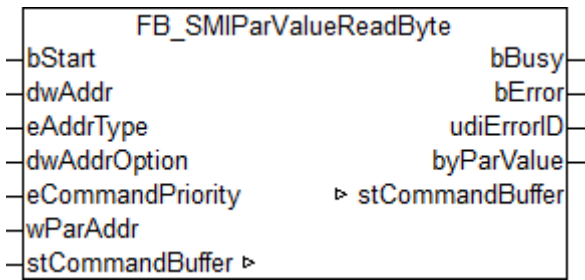 FB_SMIParValueReadByte
bStart bBusy
dwAddr bError
eAddrType udiErrorID
dwAddrOption byParValue
eCommandPriority ▹ stCommandBuffer
wParAddr
stCommandBuffer ▹